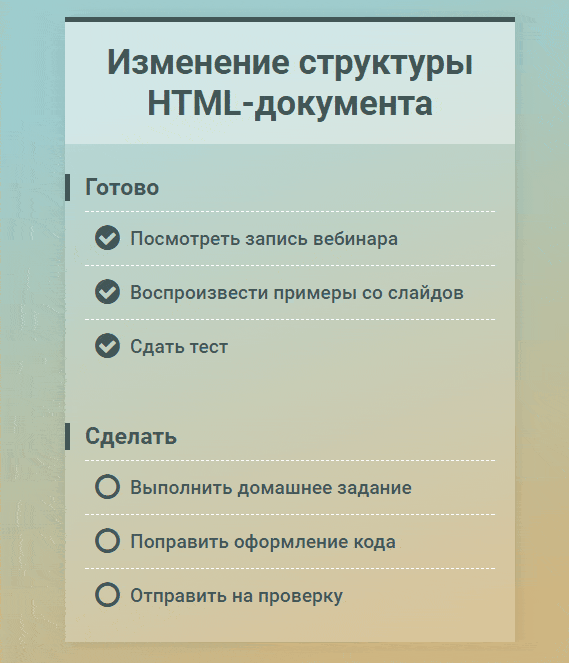 Изменение структуры
HTML-документа
Готово
Посмотреть запись вебинара
Воспроизвести примеры со слайдов
Сдать тест
Сделать
Выполнить домашнее задание
Поправить оформление кода
Отправить на проверку